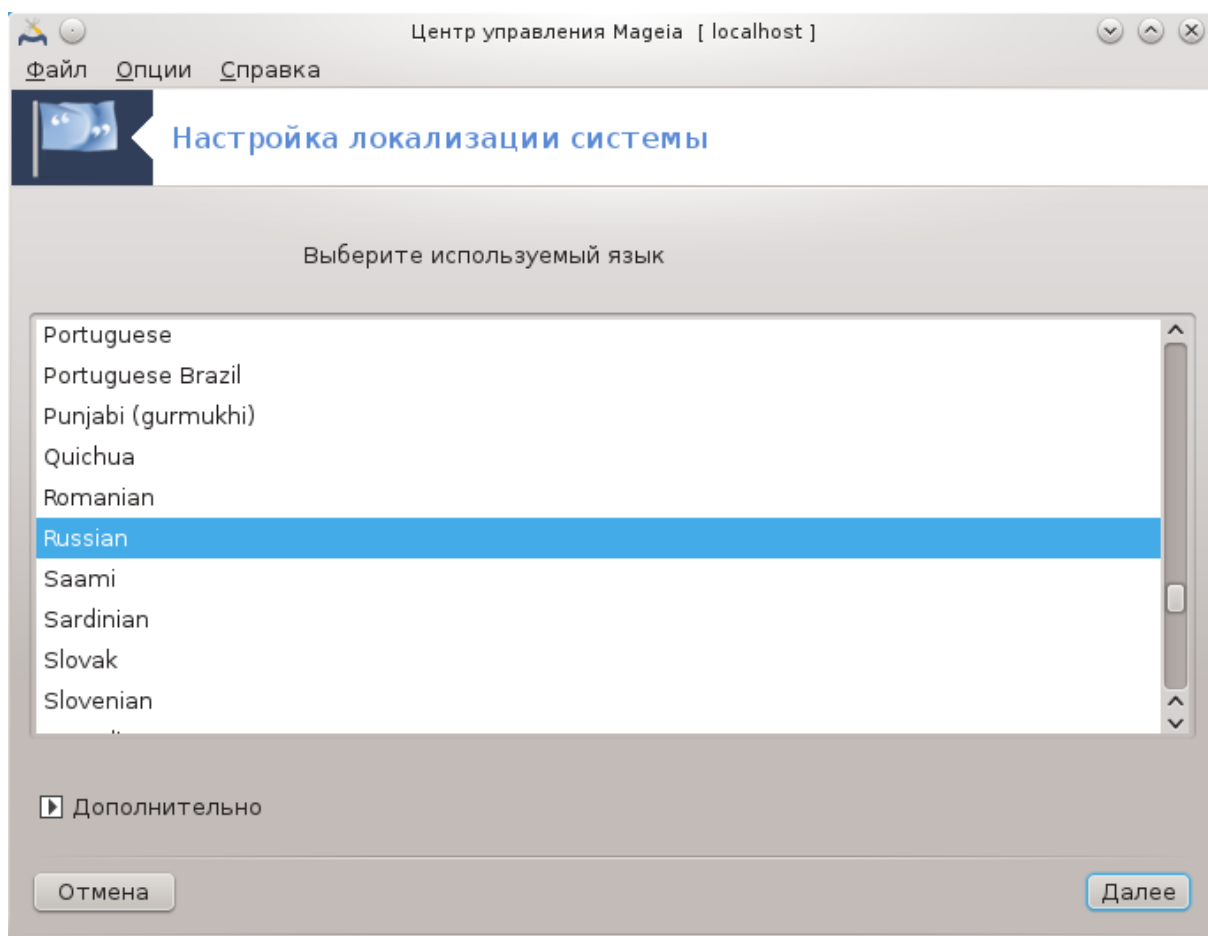 Центр управления Mageia [ localhost ]
Файл Опции Справка
Настройка локализации системы
Выберите используемый язык
Portuguese
Portuguese Brazil
Punjabi (gurmukhi)
Quichua
Romanian
Russian
Saami
Sardinian
Slovak
Slovenian
Дополнительно
Отмена Далее